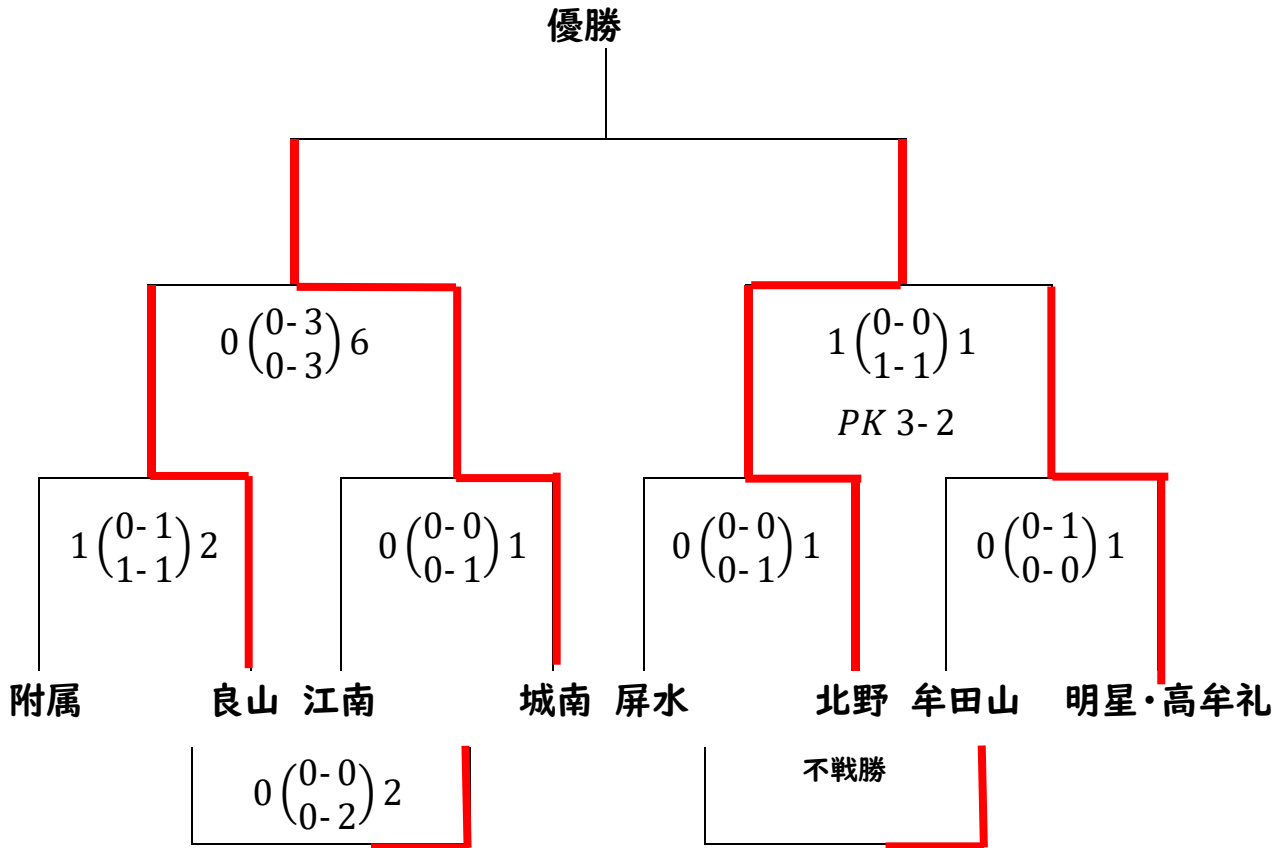 優勝
0 (0-3 0-3) 6
1 (0-0 1-1) 1
PK 3-2
1 (0-1 1-1) 2
0 (0-0 0-1) 1
0 (0-0 0-1) 1
0 (0-1 0-0) 1
附属 良山 江南 城南 屏水 北野 牟田山 明星・高牟礼
0 (0-0 0-2) 2
不戦勝